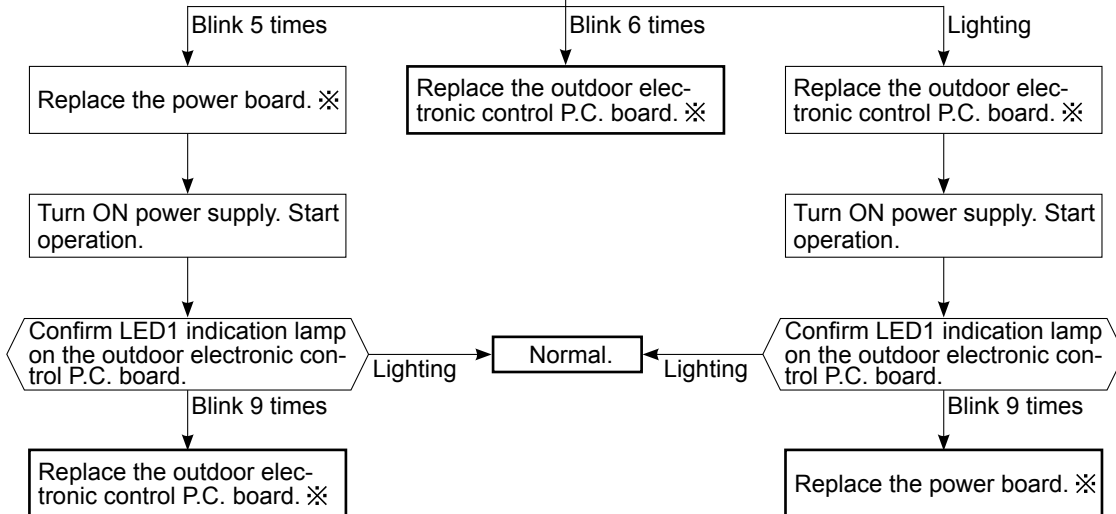 Blink 5 times
Blink 6 times
Lighting
Replace the power board. ※
Replace the outdoor elec-
tronic control P.C. board. ※
Replace the outdoor elec-
tronic control P.C. board. ※
Turn ON power supply. Start
operation.
Turn ON power supply. Start
operation.
Confirm LED1 indication lamp
on the outdoor electronic con-
trol P.C. board.
Lighting
Normal.
Lighting
Confirm LED1 indication lamp
on the outdoor electronic con-
trol P.C. board.
Blink 9 times
Blink 9 times
Replace the outdoor elec-
tronic control P.C. board. ※
Replace the power board. ※